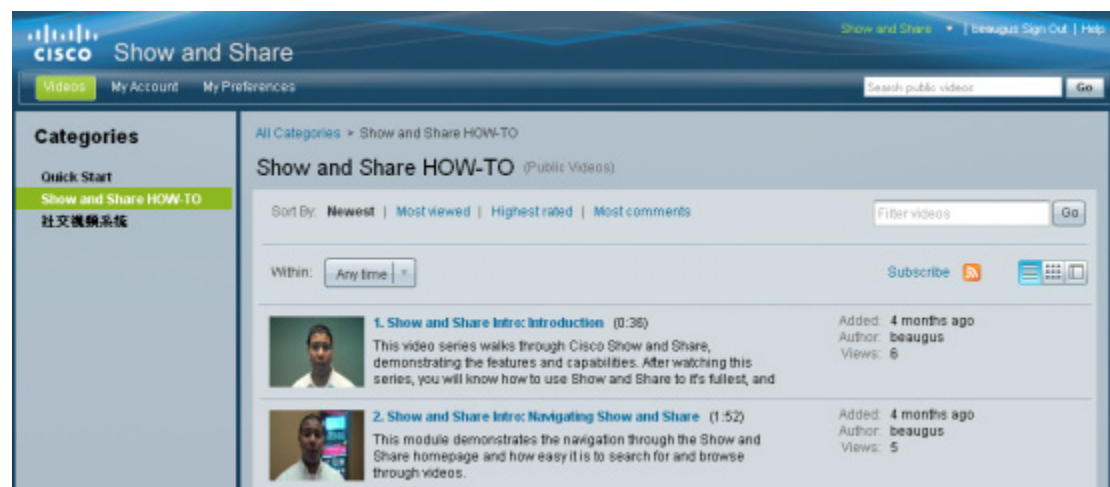 Show and Share ▾ | beaugus Sign Out | Help
CISCO Show and Share
Videos My Account My Preferences
Search public videos Go
Categories
Quick Start
Show and Share HOW-TO
社交視頻系統
All Categories > Show and Share HOW-TO
Show and Share HOW-TO (Public Videos)
Sort By: Newest | Most viewed | Highest rated | Most comments
Filter videos Go
Within: Any time
Subscribe
1. Show and Share Intro: Introduction (0:36)
This video series walks through Cisco Show and Share,
demonstrating the features and capabilities. After watching this
series, you will know how to use Show and Share to it's fullest, and
Added: 4 months ago
Author: beaugus
Views: 6
2. Show and Share Intro: Navigating Show and Share (1:52)
This module demonstrates the navigation through the Show and
Share homepage and how easy it is to search for and browse
through videos.
Added: 4 months ago
Author: beaugus
Views: 5